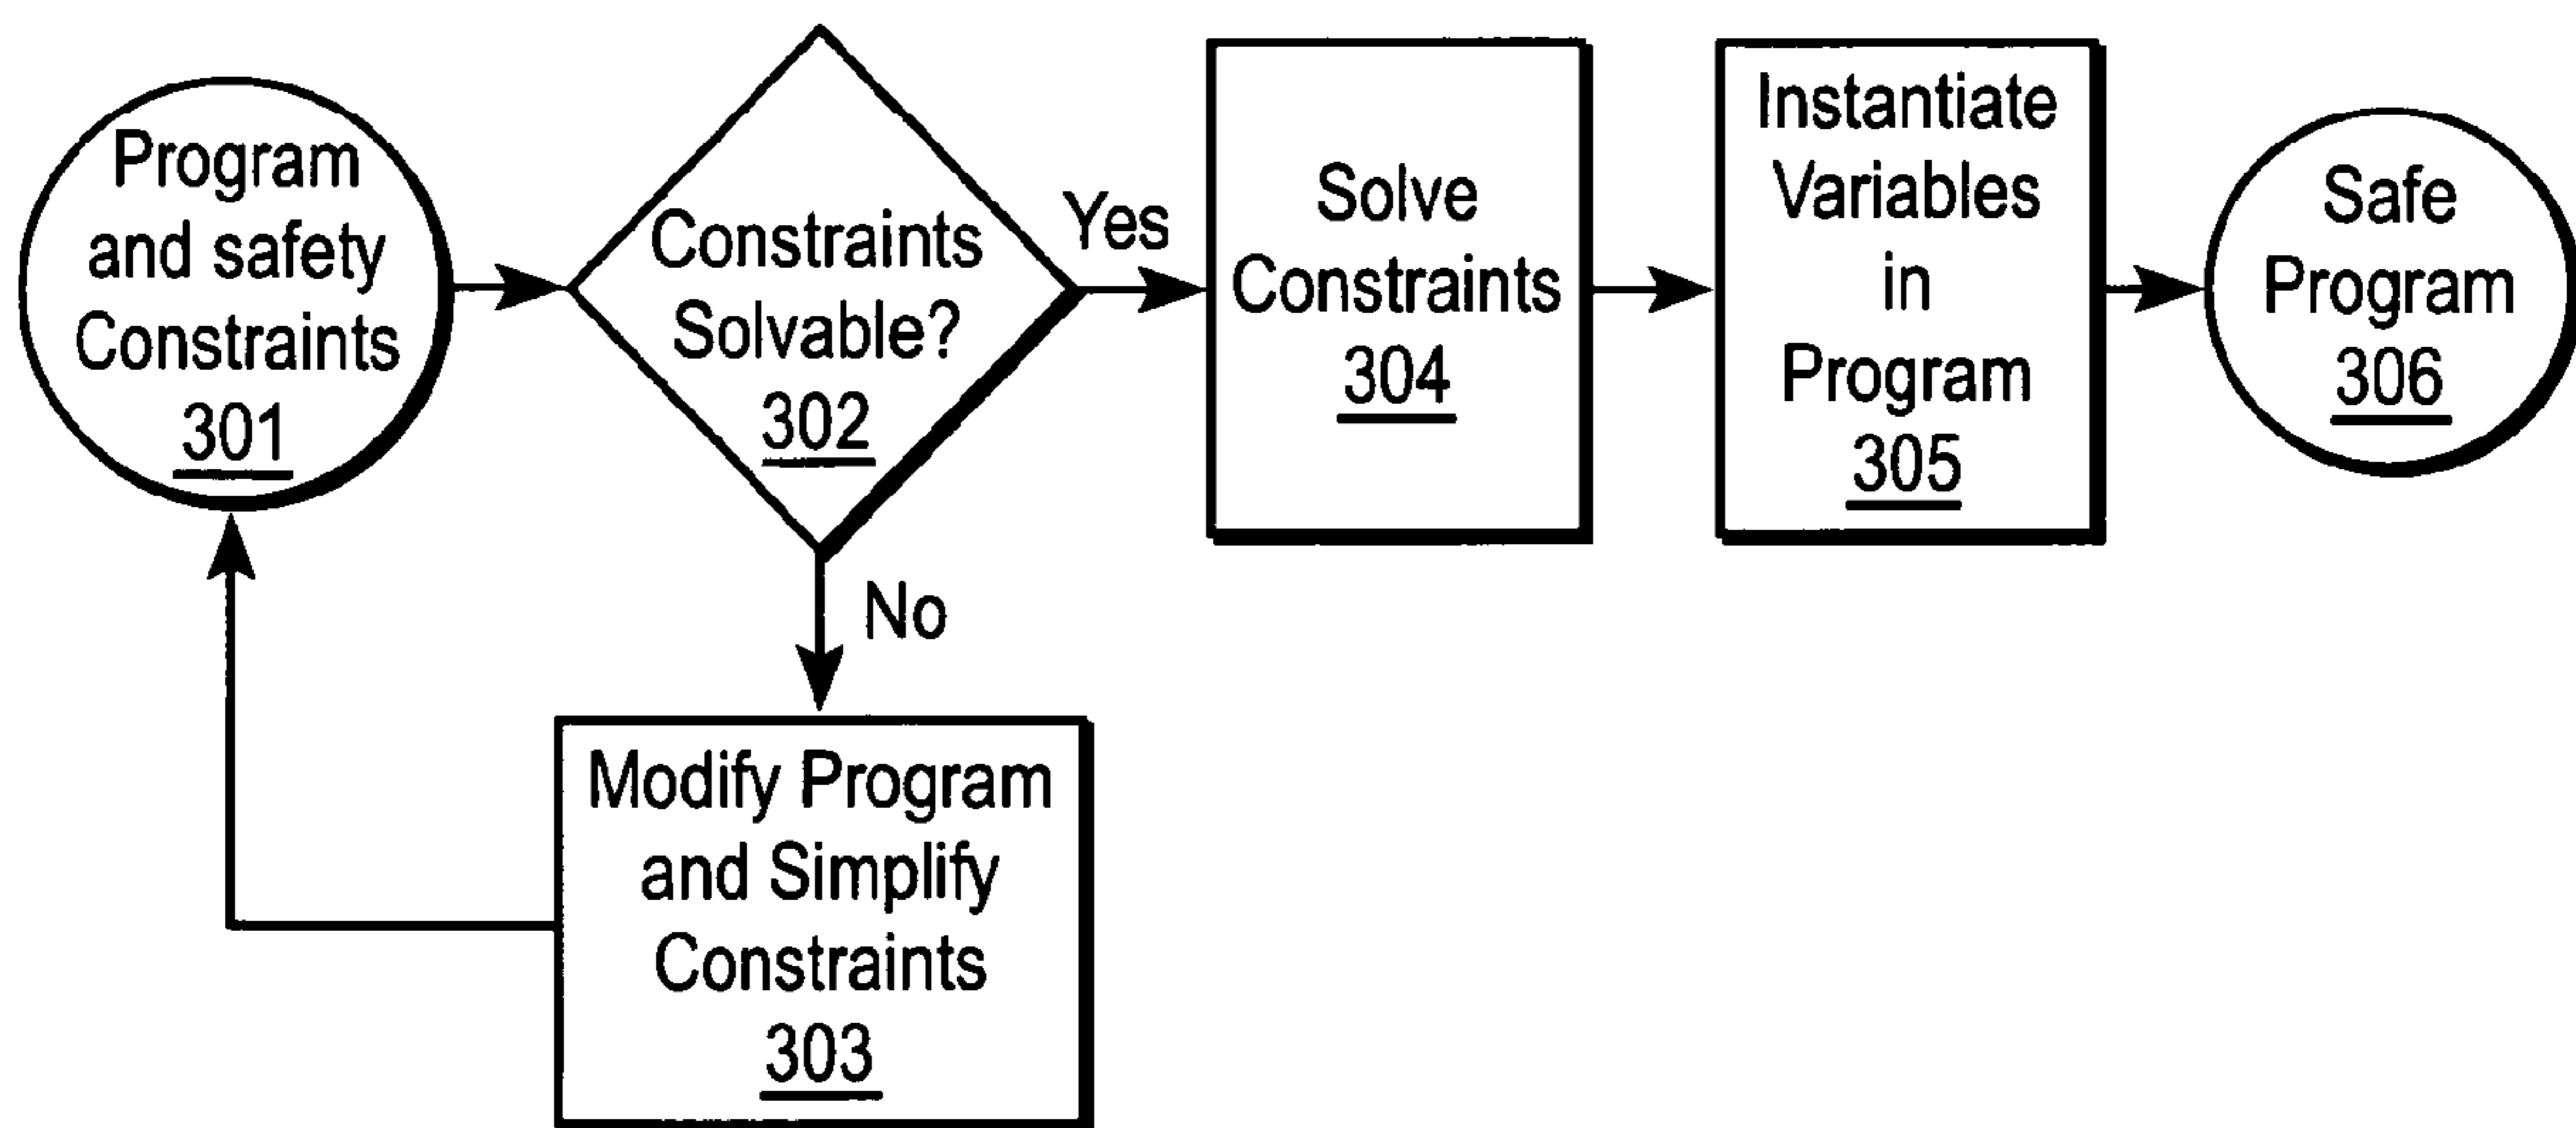 Program
and safety
Constraints
301
Constraints
Solvable?
302
Yes
No
Modify Program
and Simplify
Constraints
303
Solve
Constraints
304
Instantiate
Variables
in
Program
305
Safe
Program
306